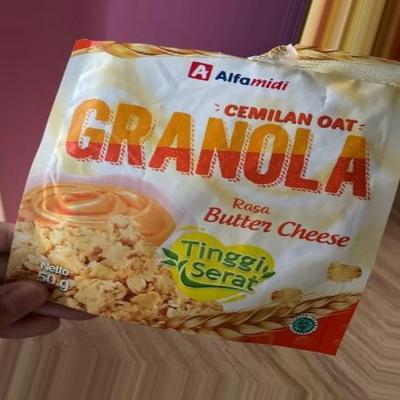 A Alfamidi
CEMILAN OAT
GRANOLA
Rasa
Butter Cheese
Tinggi
Serat
Netto
50 g